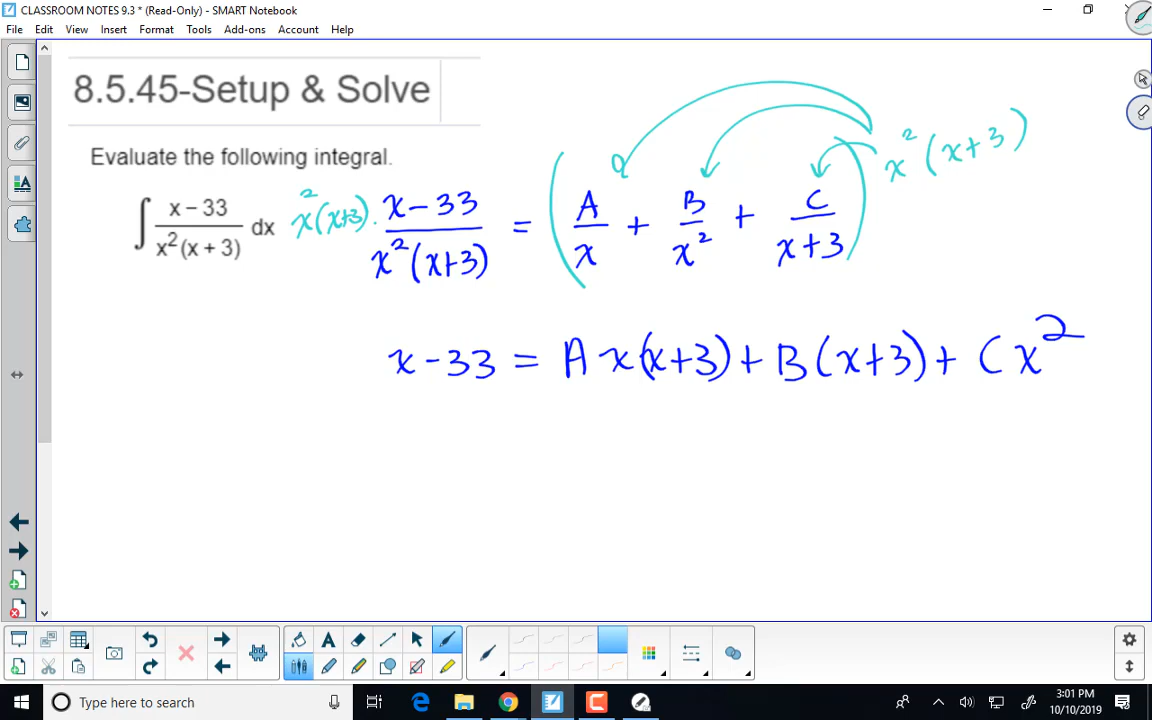 CLASSROOM NOTES 9.3 * (Read-Only) - SMART Notebook
File Edit View Insert Format Tools Add-ons Account Help
8.5.45-Setup & Solve
Evaluate the following integral.
∫ (x − 33)/(x²(x + 3)) dx
x²(x+3) · (x−33)/(x²(x+3)) = (A/x + B/x² + C/(x+3)) x²(x+3)
x−33 = Ax(x+3) + B(x+3) + Cx²
Type here to search
3:01 PM
10/10/2019